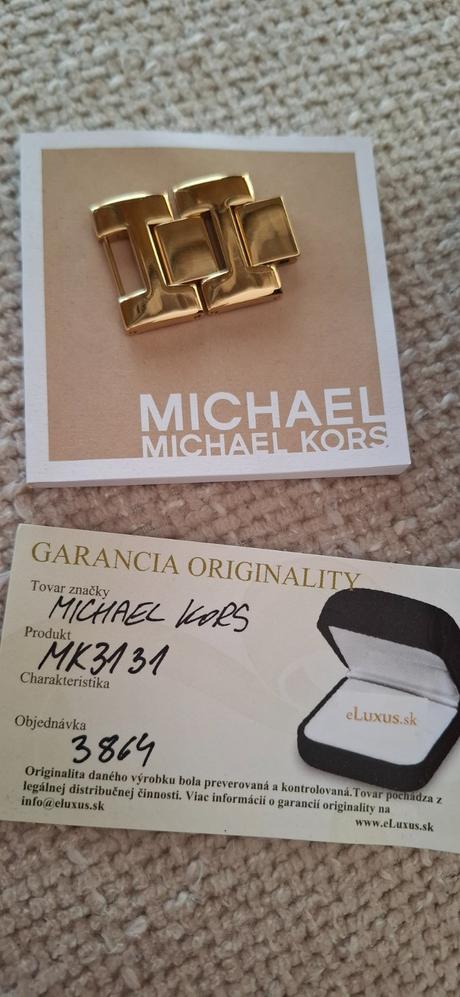 MICHAEL
MICHAEL KORS
GARANCIA ORIGINALITY
Tovar značky
MICHAEL KORS
Produkt
MK3131
Charakteristika
eLuxus.sk
Objednávka
3864
Originalita daného výrobku bola preverovaná a kontrolovaná.Tovar pochádza z
legálnej distribučnej činnosti. Viac informácií o garancií originality na
info@eluxus.sk
www.eLuxus.sk